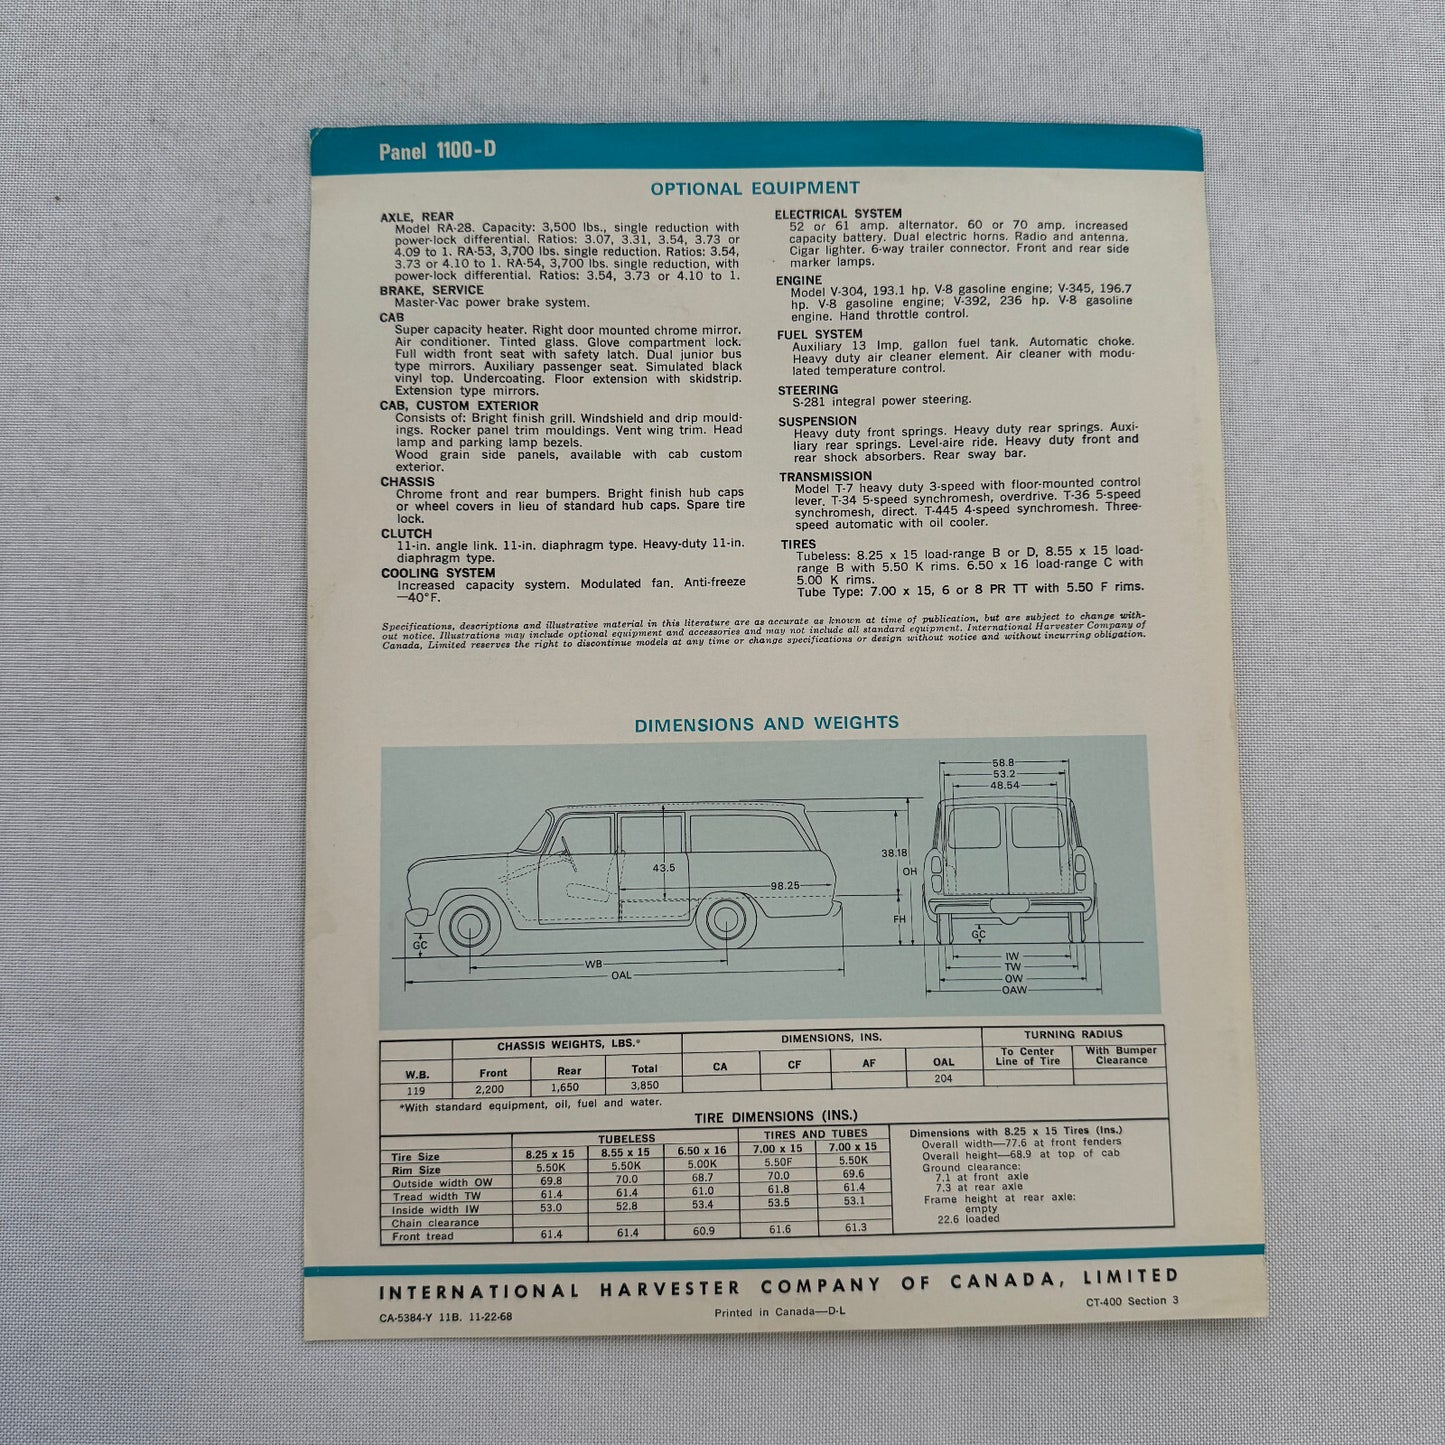 Panel 1100-D
OPTIONAL EQUIPMENT
AXLE, REAR
Model RA-28. Capacity: 3,500 lbs., single reduction with
power-lock differential. Ratios: 3.07, 3.31, 3.54, 3.73 or
4.09 to 1. RA-53, 3,700 lbs. single reduction. Ratios: 3.54,
3.73 or 4.10 to 1. RA-54, 3,700 lbs. single reduction, with
power-lock differential. Ratios: 3.54, 3.73 or 4.10 to 1.
BRAKE, SERVICE
Master-Vac power brake system.
CAB
Super capacity heater. Right door mounted chrome mirror.
Air conditioner. Tinted glass. Glove compartment lock.
Full width front seat with safety latch. Dual junior bus
type mirrors. Auxiliary passenger seat. Simulated black
vinyl top. Undercoating. Floor extension with skidstrip.
Extension type mirrors.
CAB, CUSTOM EXTERIOR
Consists of: Bright finish grill. Windshield and drip mould-
ings. Rocker panel trim mouldings. Vent wing trim. Head
lamp and parking lamp bezels.
Wood grain side panels, available with cab custom
exterior.
CHASSIS
Chrome front and rear bumpers. Bright finish hub caps
or wheel covers in lieu of standard hub caps. Spare tire
lock.
CLUTCH
11-in. angle link. 11-in. diaphragm type. Heavy-duty 11-in.
diaphragm type.
COOLING SYSTEM
Increased capacity system. Modulated fan. Anti-freeze
—40°F.
ELECTRICAL SYSTEM
52 or 61 amp. alternator. 60 or 70 amp. increased
capacity battery. Dual electric horns. Radio and antenna.
Cigar lighter. 6-way trailer connector. Front and rear side
marker lamps.
ENGINE
Model V-304, 193.1 hp. V-8 gasoline engine; V-345, 196.7
hp. V-8 gasoline engine; V-392, 236 hp. V-8 gasoline
engine. Hand throttle control.
FUEL SYSTEM
Auxiliary 13 Imp. gallon fuel tank. Automatic choke.
Heavy duty air cleaner element. Air cleaner with modu-
lated temperature control.
STEERING
S-281 integral power steering.
SUSPENSION
Heavy duty front springs. Heavy duty rear springs. Auxi-
liary rear springs. Level-aire ride. Heavy duty front and
rear shock absorbers. Rear sway bar.
TRANSMISSION
Model T-7 heavy duty 3-speed with floor-mounted control
lever. T-34 5-speed synchromesh, overdrive. T-36 5-speed
synchromesh, direct. T-445 4-speed synchromesh. Three-
speed automatic with oil cooler.
TIRES
Tubeless: 8.25 x 15 load-range B or D, 8.55 x 15 load-
range B with 5.50 K rims. 6.50 x 16 load-range C with
5.00 K rims.
Tube Type: 7.00 x 15, 6 or 8 PR TT with 5.50 F rims.
Specifications, descriptions and illustrative material in this literature are as accurate as known at time of publication, but are subject to change with-
out notice. Illustrations may include optional equipment and accessories and may not include all standard equipment. International Harvester Company of
Canada, Limited reserves the right to discontinue models at any time or change specifications or design without notice and without incurring obligation.
DIMENSIONS AND WEIGHTS
58.8
53.2
48.54
43.5
38.18
OH
98.25
FH
GC
GC
WB
OAL
IW
TW
OW
OAW
CHASSIS WEIGHTS, LBS.* DIMENSIONS, INS. TURNING RADIUS
W.B. Front Rear Total CA CF AF OAL To Center Line of Tire With Bumper Clearance
119 2,200 1,650 3,850 204
*With standard equipment, oil, fuel and water.
TIRE DIMENSIONS (INS.)
TUBELESS TIRES AND TUBES
Tire Size 8.25 x 15 8.55 x 15 6.50 x 16 7.00 x 15 7.00 x 15
Rim Size 5.50K 5.50K 5.00K 5.50F 5.50K
Outside width OW 69.8 70.0 68.7 70.0 69.6
Tread width TW 61.4 61.4 61.0 61.8 61.4
Inside width IW 53.0 52.8 53.4 53.5 53.1
Chain clearance
Front tread 61.4 61.4 60.9 61.6 61.3
Dimensions with 8.25 x 15 Tires (Ins.)
Overall width—77.6 at front fenders
Overall height—68.9 at top of cab
Ground clearance:
7.1 at front axle
7.3 at rear axle
Frame height at rear axle:
empty
22.6 loaded
INTERNATIONAL HARVESTER COMPANY OF CANADA, LIMITED
CA-5384-Y 11B. 11-22-68
Printed in Canada—D-L
CT-400 Section 3